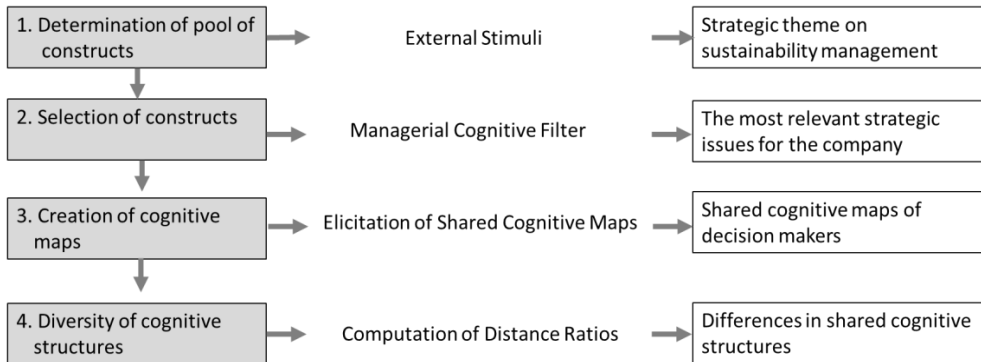 1. Determination of pool of
constructs
External Stimuli
Strategic theme on
sustainability management
2. Selection of constructs
Managerial Cognitive Filter
The most relevant strategic
issues for the company
3. Creation of cognitive
maps
Elicitation of Shared Cognitive Maps
Shared cognitive maps of
decision makers
4. Diversity of cognitive
structures
Computation of Distance Ratios
Differences in shared cognitive
structures